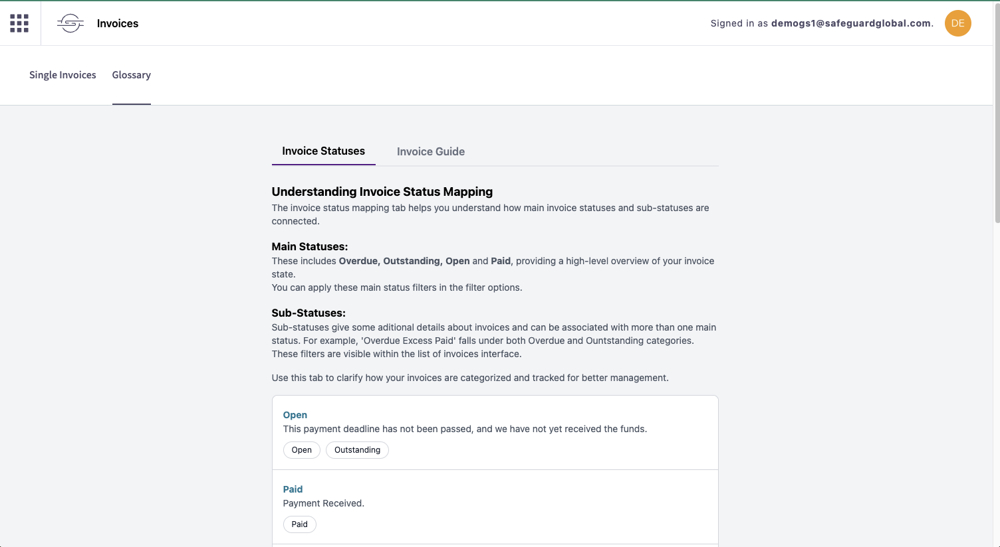 Invoices
Signed in as demogs1@safeguardglobal.com.
DE
Single Invoices
Glossary
Invoice Statuses
Invoice Guide
Understanding Invoice Status Mapping
The invoice status mapping tab helps you understand how main invoice statuses and sub-statuses are
connected.
Main Statuses:
These includes Overdue, Outstanding, Open and Paid, providing a high-level overview of your invoice
state.
You can apply these main status filters in the filter options.
Sub-Statuses:
Sub-statuses give some aditional details about invoices and can be associated with more than one main
status. For example, 'Overdue Excess Paid' falls under both Overdue and Ountstanding categories.
These filters are visible within the list of invoices interface.
Use this tab to clarify how your invoices are categorized and tracked for better management.
Open
This payment deadline has not been passed, and we have not yet received the funds.
Open
Outstanding
Paid
Payment Received.
Paid